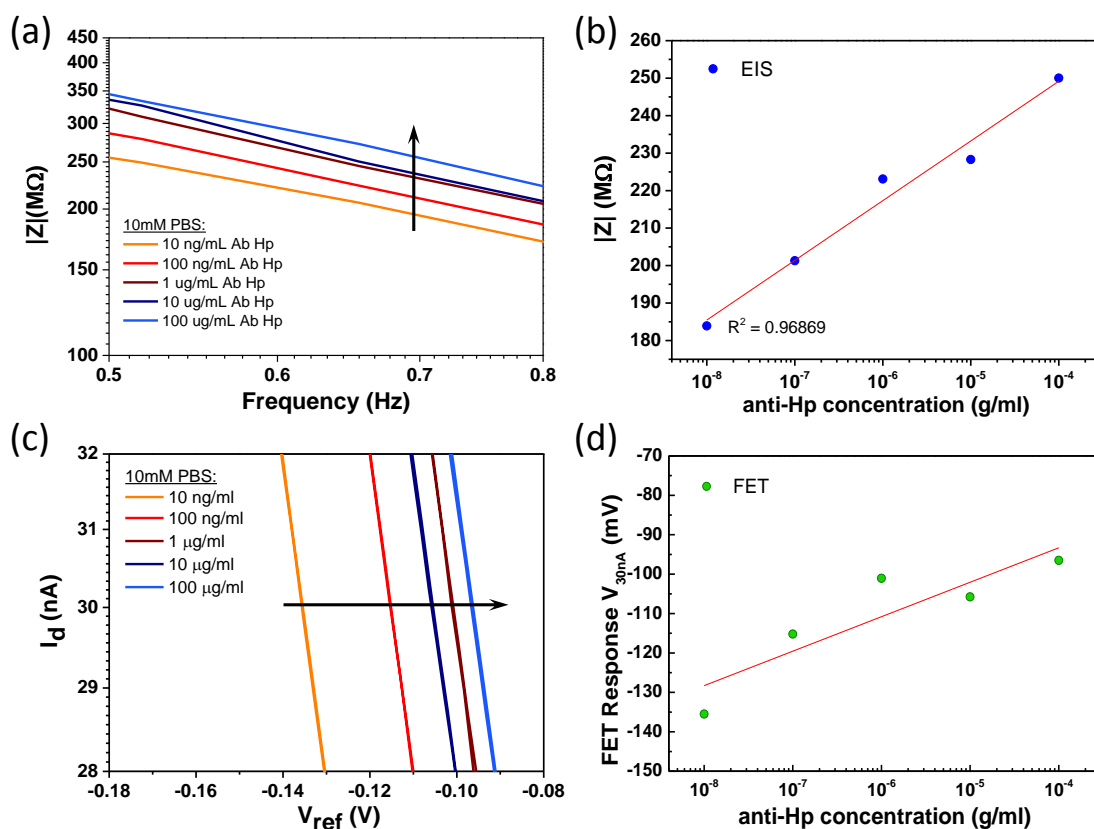 (a)
450
400
350
300
250
200
150
100
|Z|(MΩ)
10mM PBS:
10 ng/mL Ab Hp
100 ng/mL Ab Hp
1 ug/mL Ab Hp
10 ug/mL Ab Hp
100 ug/mL Ab Hp
0.5 0.6 0.7 0.8
Frequency (Hz)
(b)
260
250
240
230
220
210
200
190
180
|Z| (MΩ)
EIS
R² = 0.96869
10⁻⁸ 10⁻⁷ 10⁻⁶ 10⁻⁵ 10⁻⁴
anti-Hp concentration (g/ml)
(c)
32
31
30
29
28
I_d (nA)
10mM PBS:
10 ng/ml
100 ng/ml
1 μg/ml
10 μg/ml
100 μg/ml
-0.18 -0.16 -0.14 -0.12 -0.10 -0.08
V_ref (V)
(d)
-70
-80
-90
-100
-110
-120
-130
-140
-150
FET Response V_30nA (mV)
FET
10⁻⁸ 10⁻⁷ 10⁻⁶ 10⁻⁵ 10⁻⁴
anti-Hp concentration (g/ml)